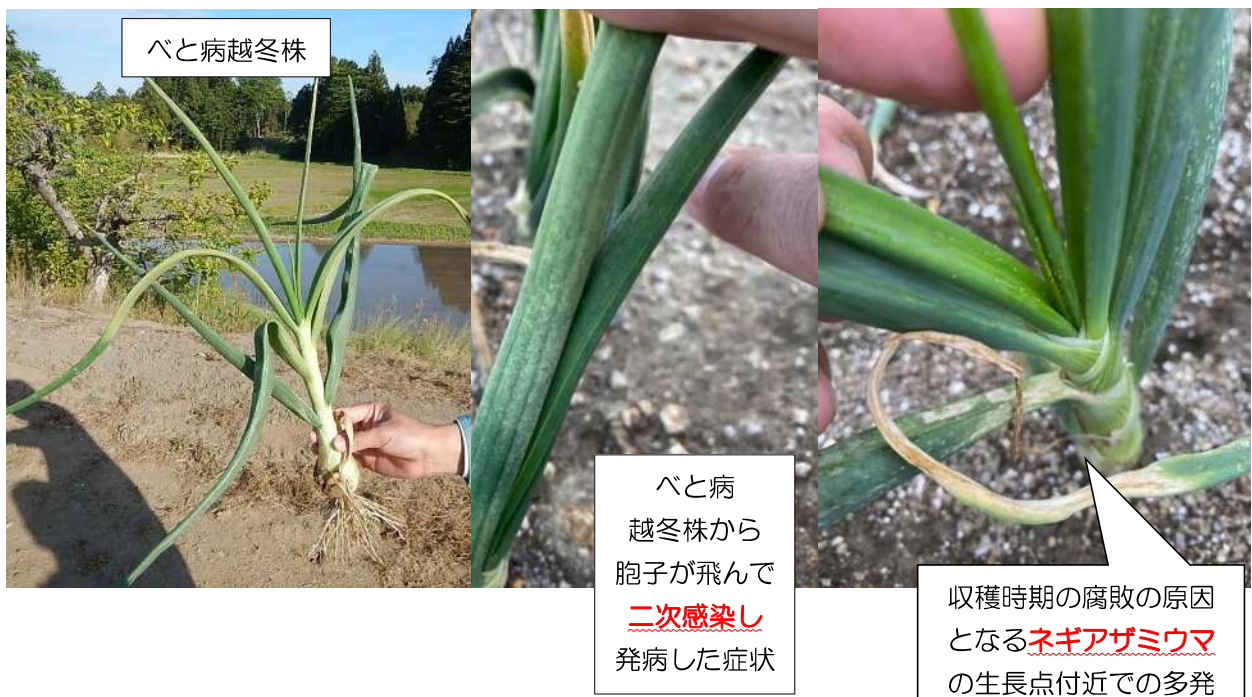 べと病越冬株
べと病
越冬株から
胞子が飛んで
二次感染し
発病した症状
収穫時期の腐敗の原因
となるネギアザミウマ
の生長点付近での多発